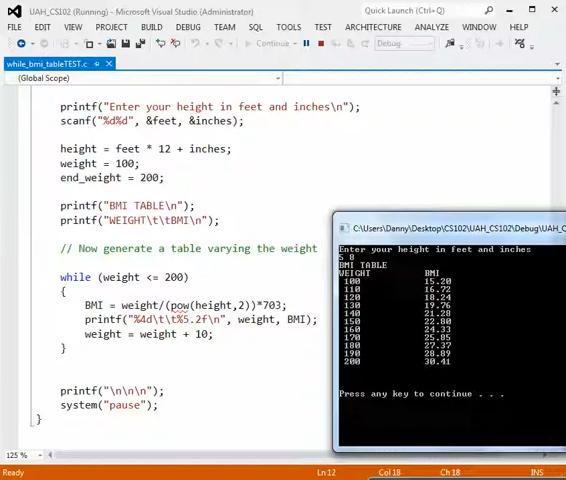 UAH_CS102 (Running) - Microsoft Visual Studio (Administrator)
Quick Launch (Ctrl+Q)
FILE EDIT VIEW PROJECT BUILD DEBUG TEAM SQL TOOLS TEST ARCHITECTURE ANALYZE WINDOW HELP
Continue
Debug
while_bmi_tableTEST.c
(Global Scope)
printf("Enter your height in feet and inches\n");
scanf("%d%d", &feet, &inches);
height = feet * 12 + inches;
weight = 100;
end_weight = 200;
printf("BMI TABLE\n");
printf("WEIGHT\t\tBMI\n");
// Now generate a table varying the weight
while (weight <= 200)
{
BMI = weight/(pow(height,2))*703;
printf("%4d\t\t%5.2f\n", weight, BMI);
weight = weight + 10;
}
printf("\n\n\n");
system("pause");
}
C:\Users\Danny\Desktop\CS102\UAH_CS102\Debug\UAH_C
Enter your height in feet and inches
5 8
BMI TABLE
WEIGHT BMI
100 15.20
110 16.72
120 18.24
130 19.76
140 21.28
150 22.80
160 24.33
170 25.85
180 27.37
190 28.89
200 30.41
Press any key to continue . . .
125 %
Ready Ln 12 Col 18 Ch 18 INS